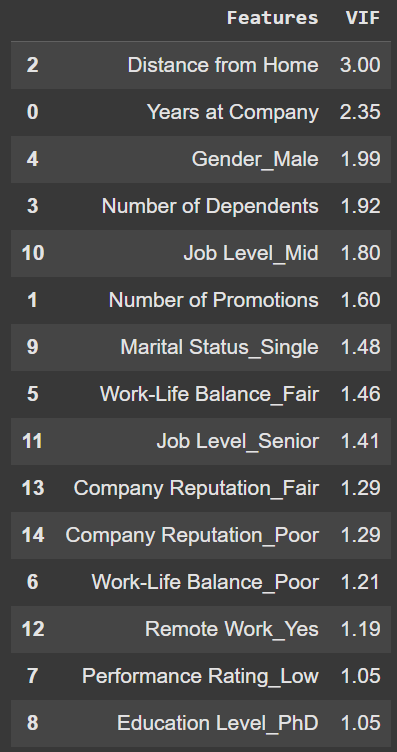 Features VIF
2 Distance from Home 3.00
0 Years at Company 2.35
4 Gender_Male 1.99
3 Number of Dependents 1.92
10 Job Level_Mid 1.80
1 Number of Promotions 1.60
9 Marital Status_Single 1.48
5 Work-Life Balance_Fair 1.46
11 Job Level_Senior 1.41
13 Company Reputation_Fair 1.29
14 Company Reputation_Poor 1.29
6 Work-Life Balance_Poor 1.21
12 Remote Work_Yes 1.19
7 Performance Rating_Low 1.05
8 Education Level_PhD 1.05